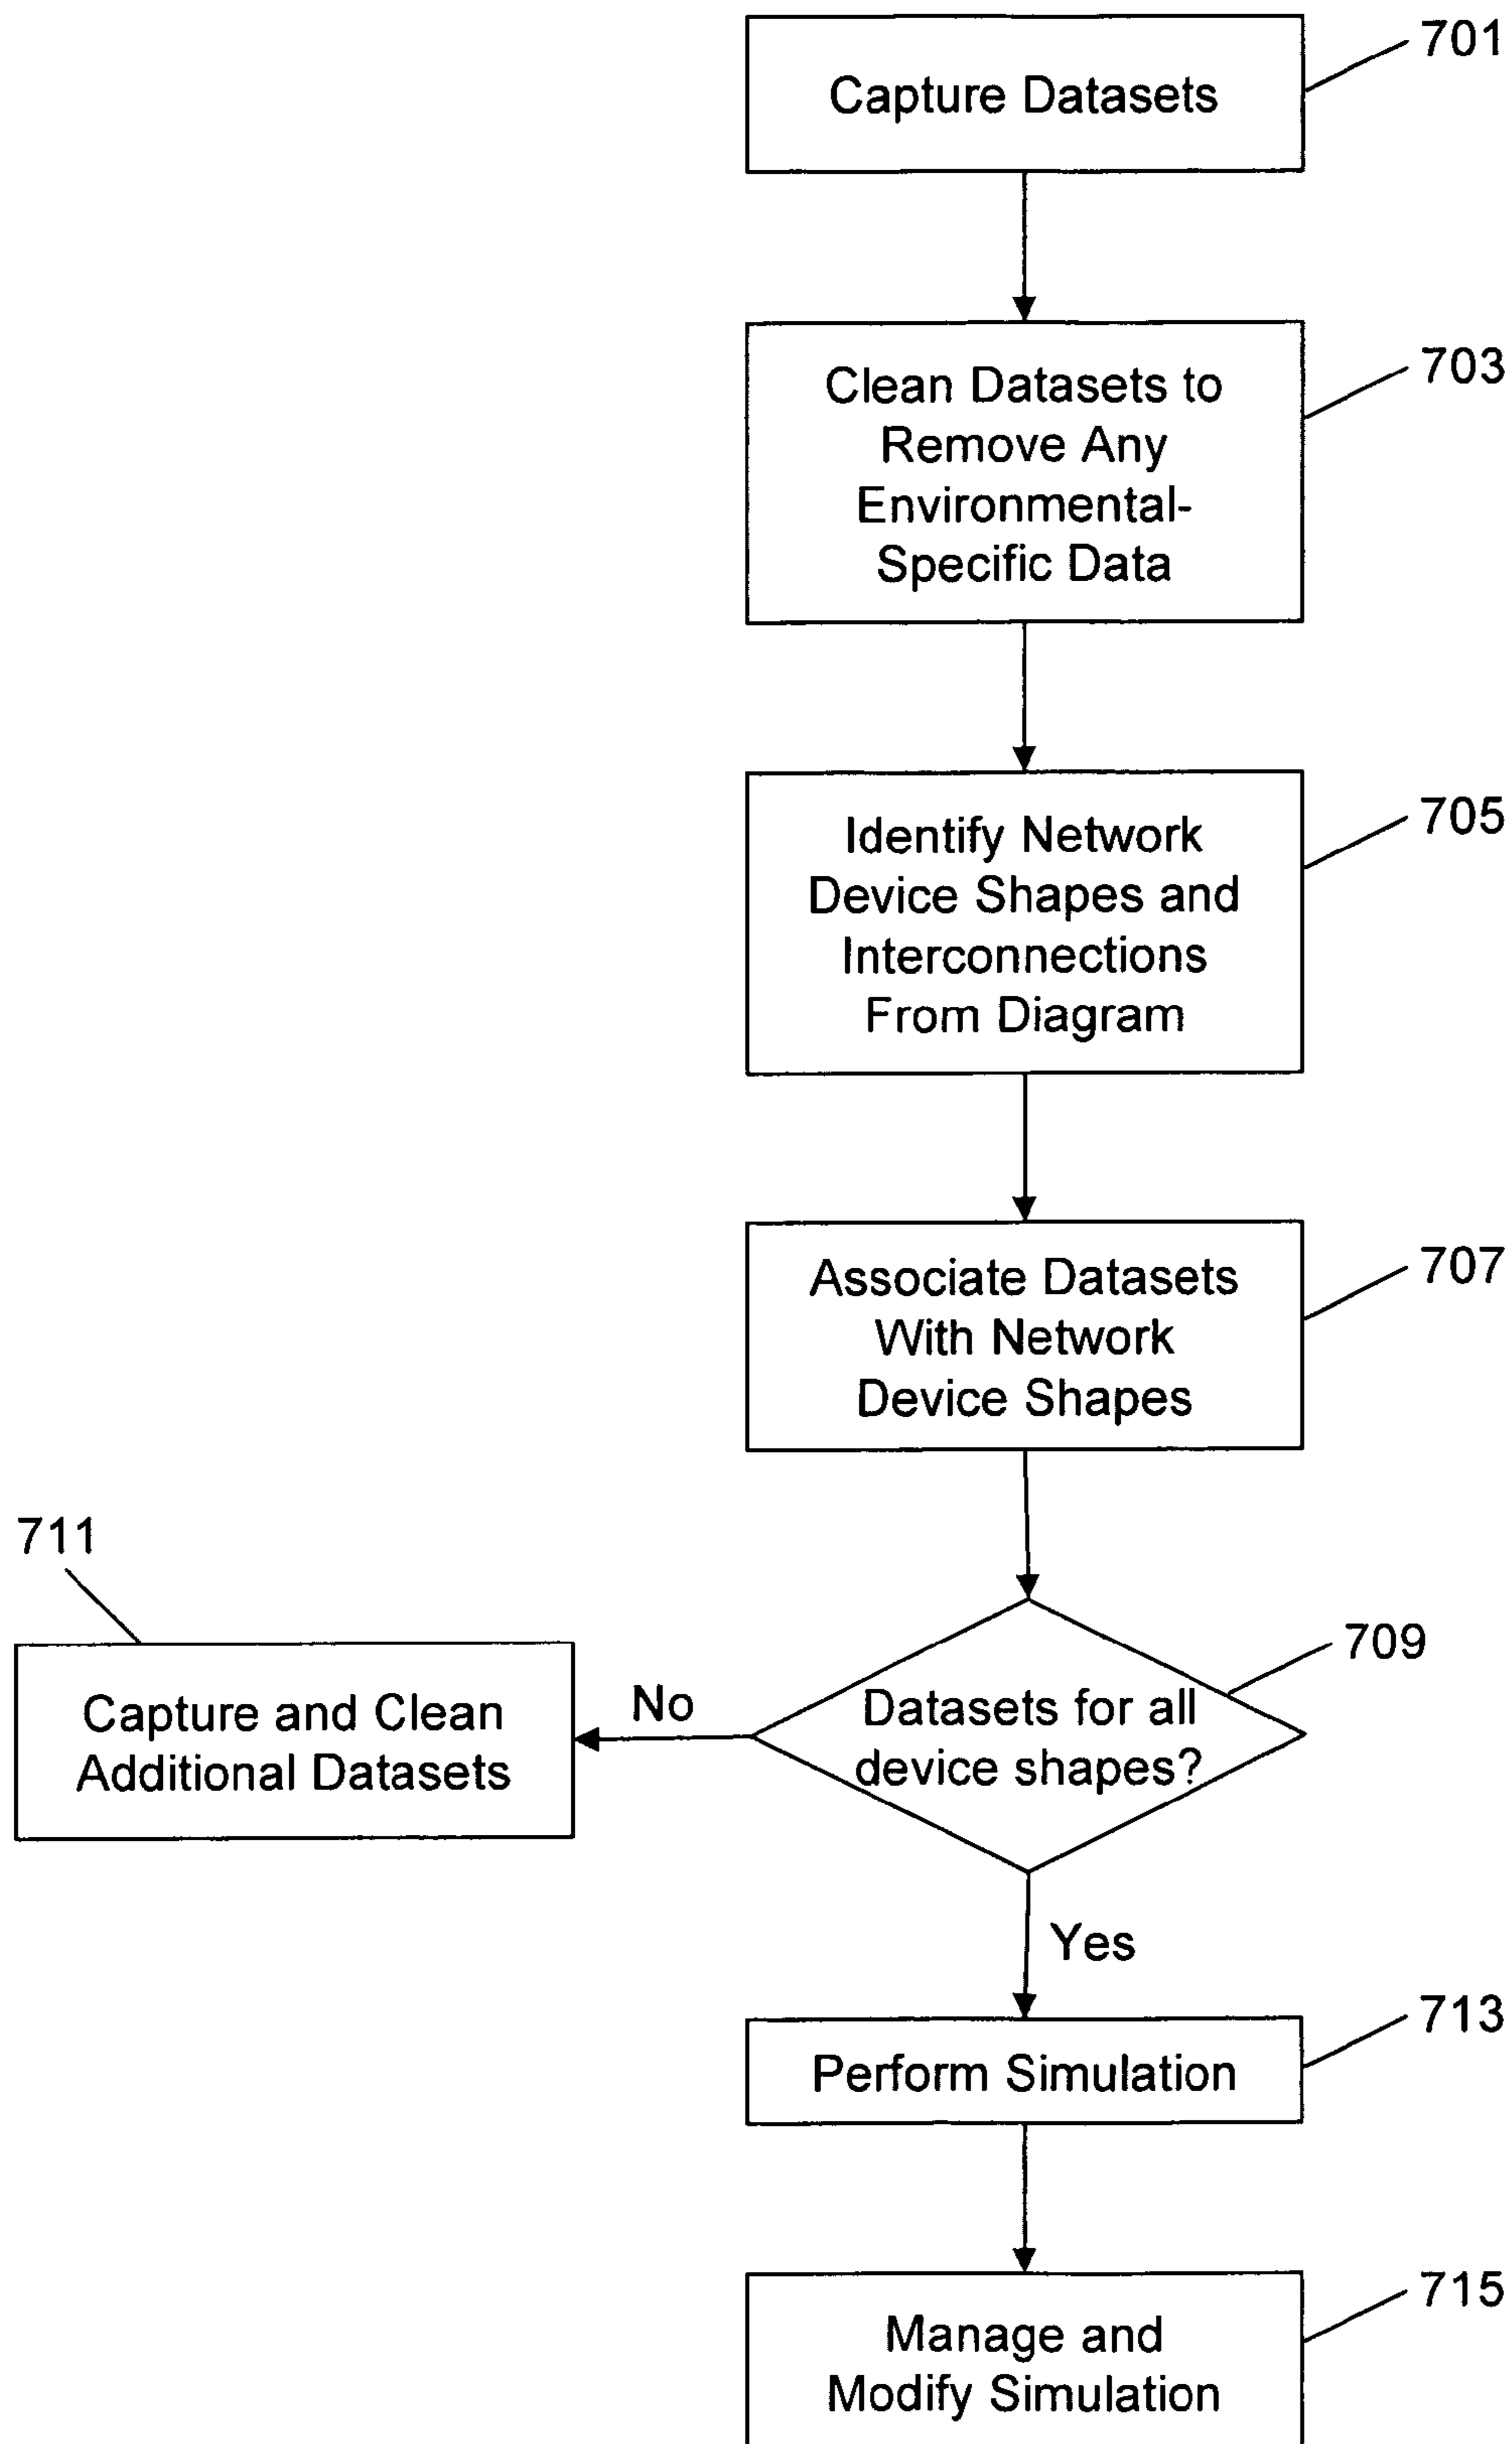 701
Capture Datasets
703
Clean Datasets to
Remove Any
Environmental-
Specific Data
705
Identify Network
Device Shapes and
Interconnections
From Diagram
707
Associate Datasets
With Network
Device Shapes
711
709
Capture and Clean
Additional Datasets
No
Datasets for all
device shapes?
Yes
713
Perform Simulation
715
Manage and
Modify Simulation